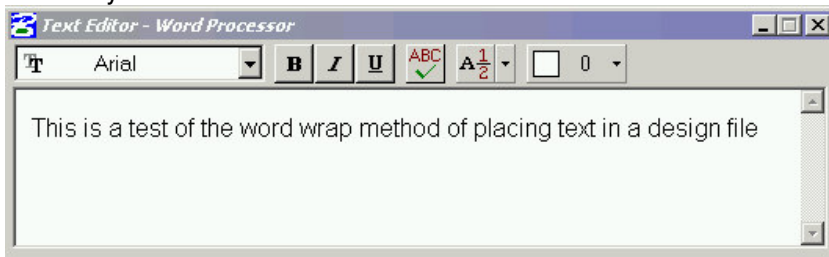 Text Editor - Word Processor
Arial B I U ABC A 1/2 0
This is a test of the word wrap method of placing text in a design file